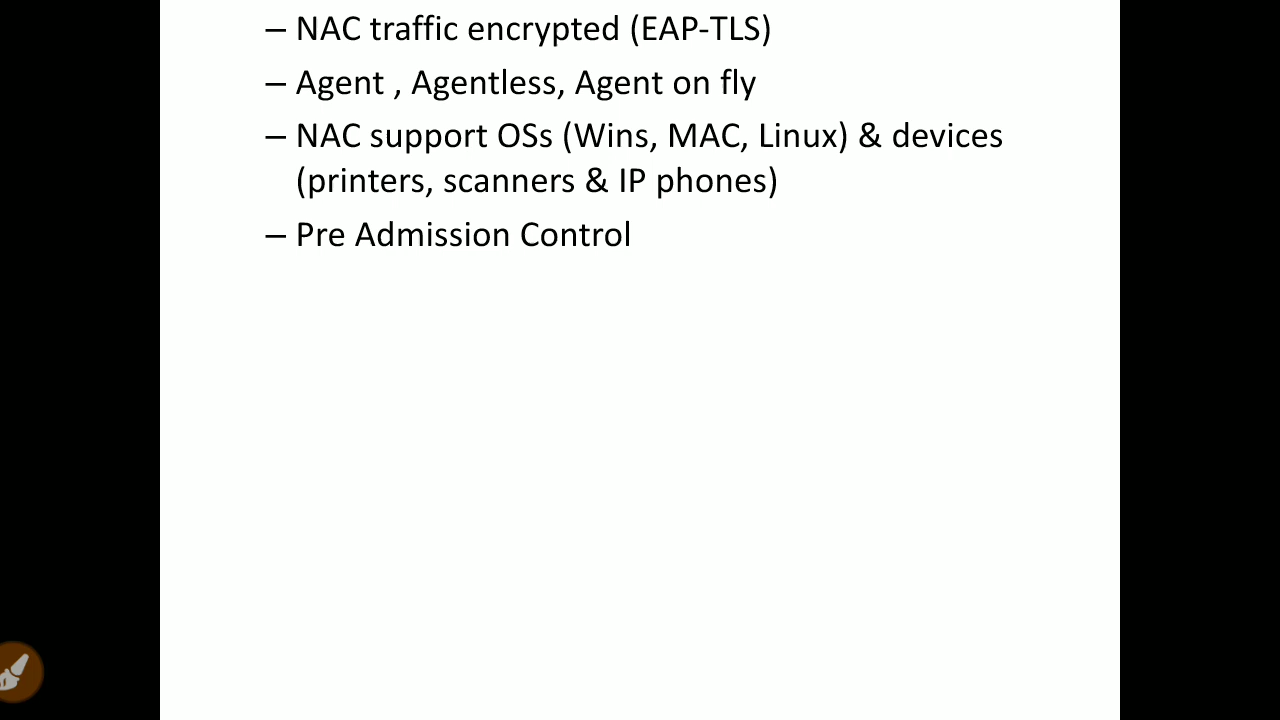 – NAC traffic encrypted (EAP-TLS)
– Agent , Agentless, Agent on fly
– NAC support OSs (Wins, MAC, Linux) & devices
(printers, scanners & IP phones)
– Pre Admission Control